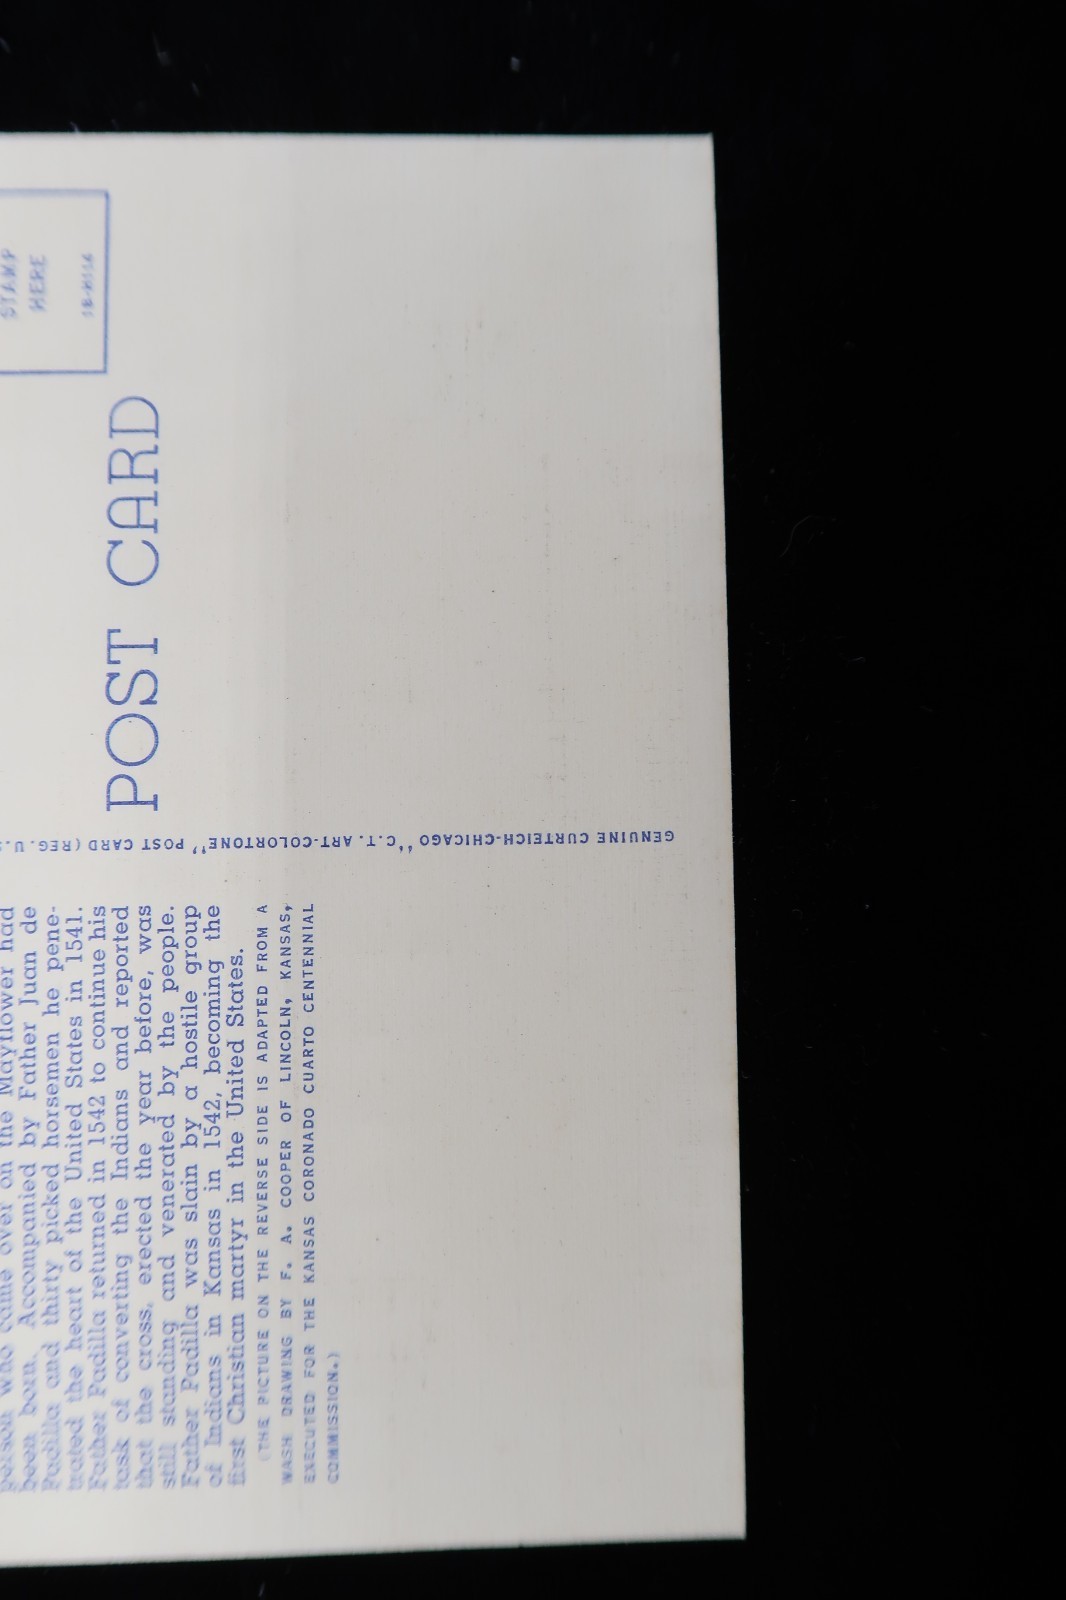 person who came over on the Mayflower had
been born. Accompanied by Father Juan de
Padilla and thirty picked horsemen he pene-
trated the heart of the United States in 1541.
Father Padilla returned in 1542 to continue his
task of converting the Indians and reported
that the cross, erected the year before, was
still standing and venerated by the people.
Father Padilla was slain by a hostile group
of Indians in Kansas in 1542, becoming the
first Christian martyr in the United States.
(THE PICTURE ON THE REVERSE SIDE IS ADAPTED FROM A
WASH DRAWING BY F. A. COOPER OF LINCOLN, KANSAS,
EXECUTED FOR THE KANSAS CORONADO CUARTO CENTENNIAL
COMMISSION.)
GENUINE CURTEICH-CHICAGO "C.T. ART-COLORTONE" POST CARD (REG. U.S.
POST CARD
STAMP
HERE